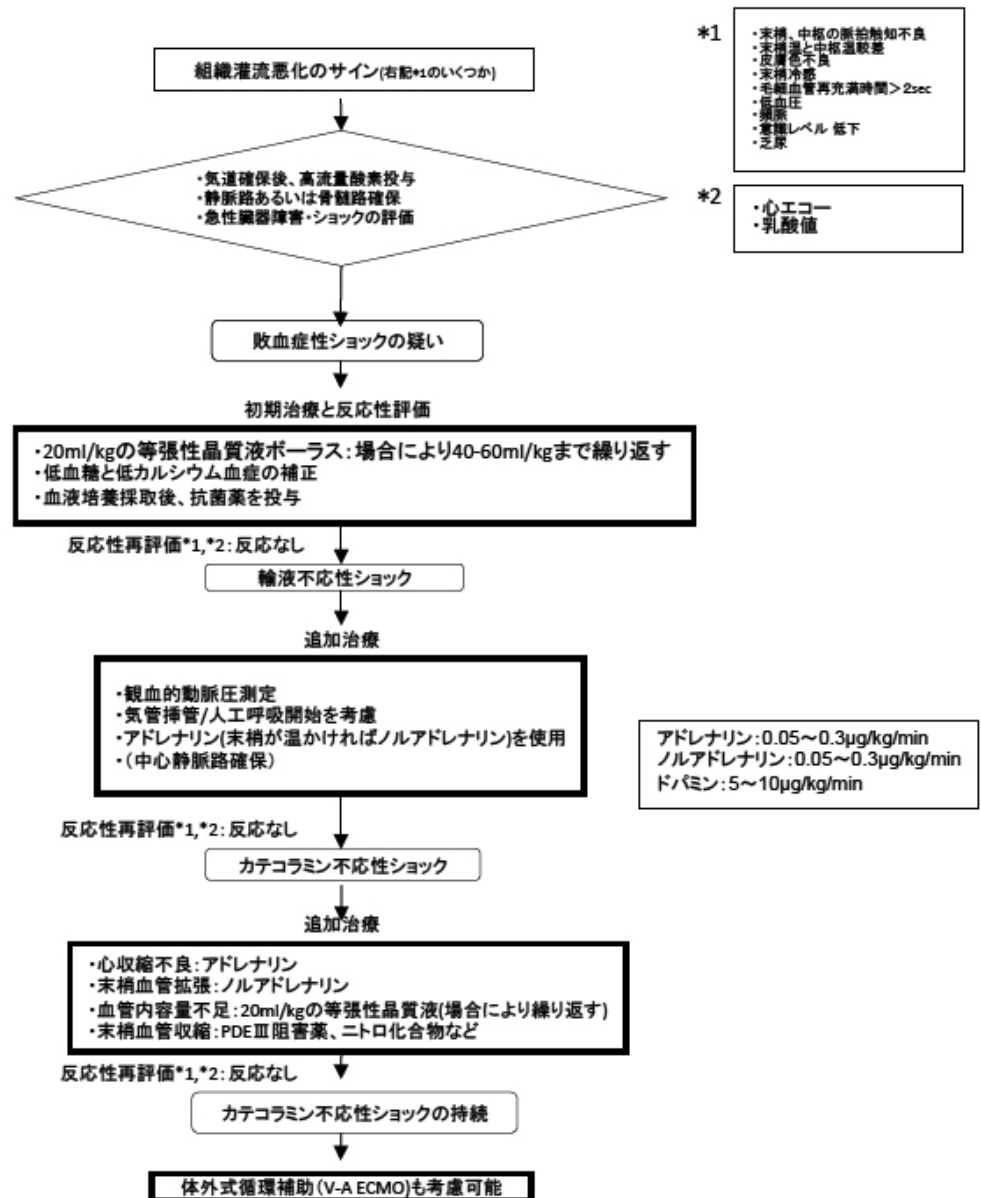 組織灌流悪化のサイン(右記*1のいくつか)
*1
・末梢、中枢の脈拍触知不良
・末梢温と中枢温較差
・皮膚色不良
・末梢冷感
・毛細血管再充満時間>2sec
・低血圧
・頻脈
・意識レベル 低下
・乏尿
・気道確保後、高流量酸素投与
・静脈路あるいは骨髄路確保
・急性臓器障害・ショックの評価
*2
・心エコー
・乳酸値
敗血症性ショックの疑い
初期治療と反応性評価
・20ml/kgの等張性晶質液ボーラス:場合により40-60ml/kgまで繰り返す
・低血糖と低カルシウム血症の補正
・血液培養採取後、抗菌薬を投与
反応性再評価*1,*2:反応なし
輸液不応性ショック
追加治療
・観血的動脈圧測定
・気管挿管/人工呼吸開始を考慮
・アドレナリン(末梢が温かければノルアドレナリン)を使用
・(中心静脈路確保)
アドレナリン:0.05~0.3μg/kg/min
ノルアドレナリン:0.05~0.3μg/kg/min
ドパミン:5~10μg/kg/min
反応性再評価*1,*2:反応なし
カテコラミン不応性ショック
追加治療
・心収縮不良:アドレナリン
・末梢血管拡張:ノルアドレナリン
・血管内容量不足:20ml/kgの等張性晶質液(場合により繰り返す)
・末梢血管収縮:PDEⅢ阻害薬、ニトロ化合物など
反応性再評価*1,*2:反応なし
カテコラミン不応性ショックの持続
体外式循環補助(V-A ECMO)も考慮可能